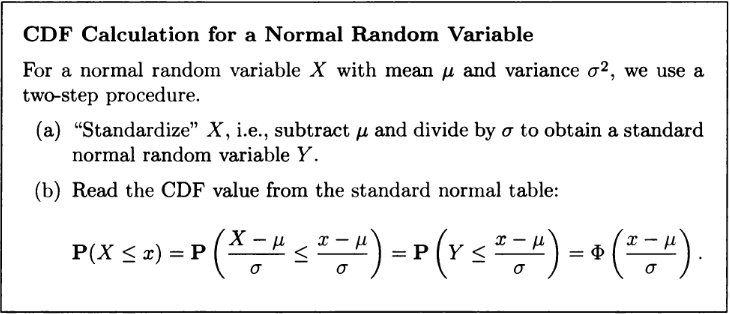 CDF Calculation for a Normal Random Variable
For a normal random variable X with mean μ and variance σ², we use a
two-step procedure.
(a) “Standardize” X, i.e., subtract μ and divide by σ to obtain a standard
normal random variable Y.
(b) Read the CDF value from the standard normal table:
P(X ≤ x) = P((X − μ)/σ ≤ (x − μ)/σ) = P(Y ≤ (x − μ)/σ) = Φ((x − μ)/σ).